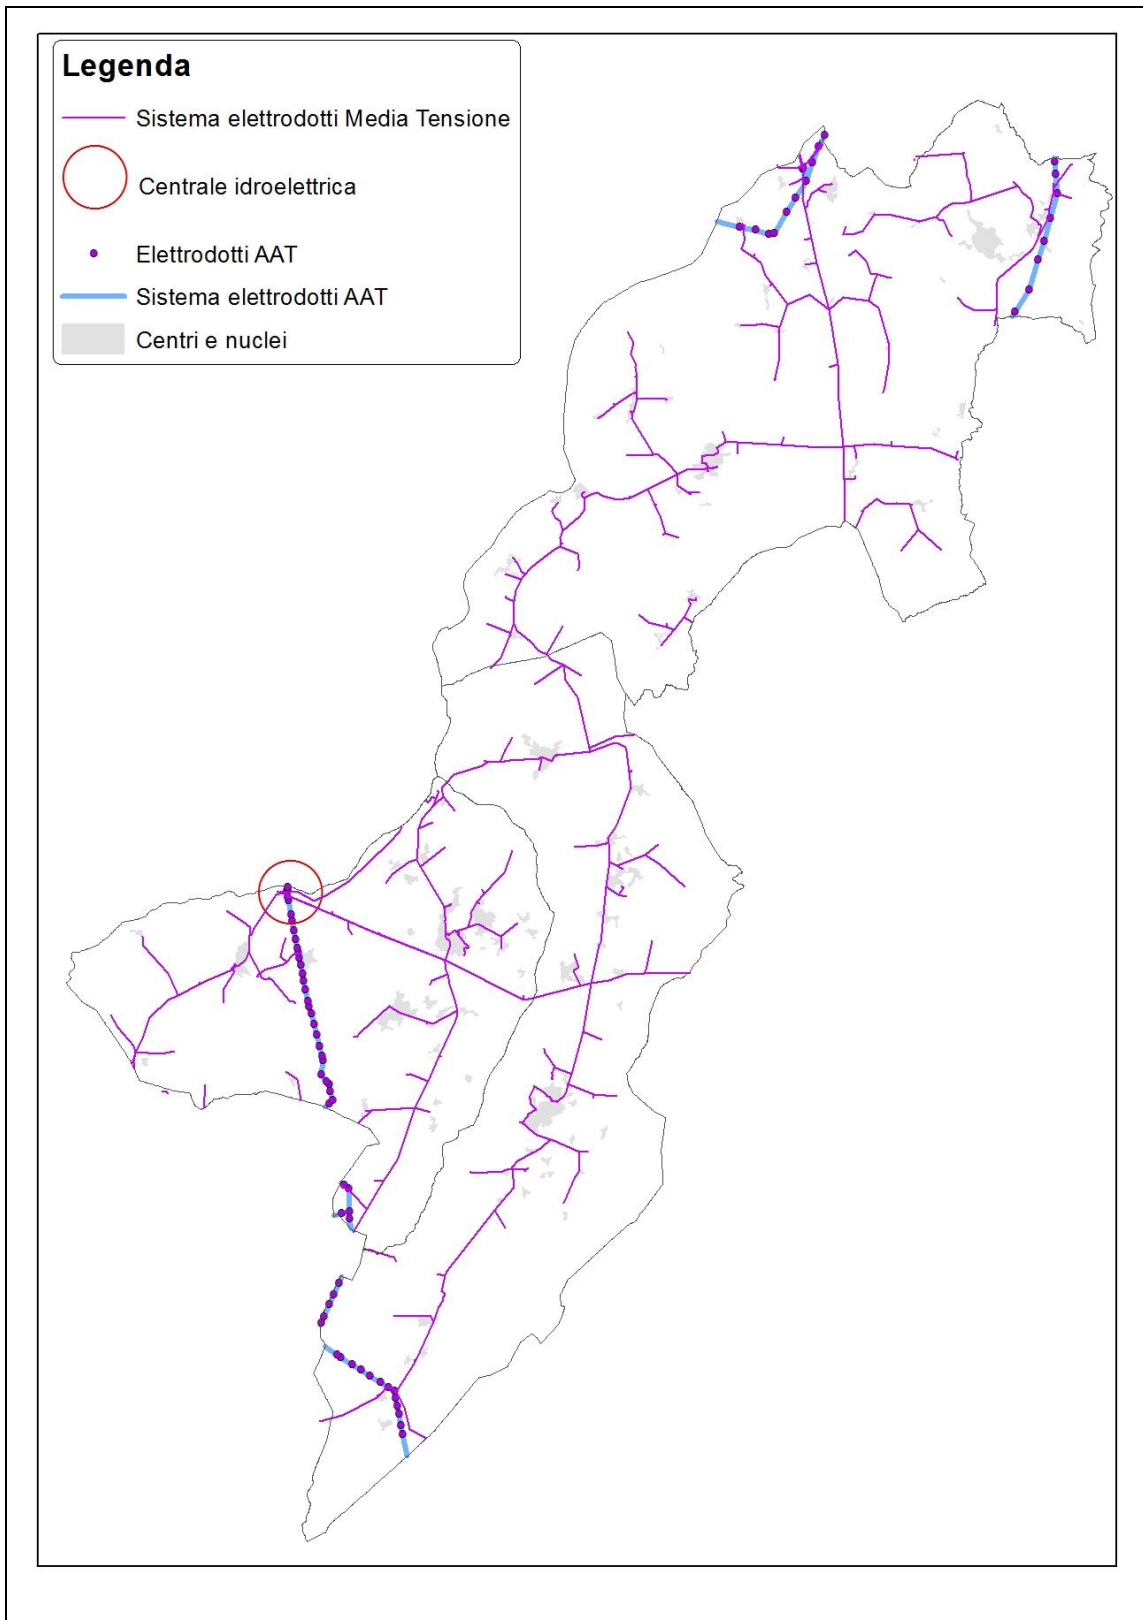 Legenda
Sistema elettrodotti Media Tensione
Centrale idroelettrica
Elettrodotti AAT
Sistema elettrodotti AAT
Centri e nuclei